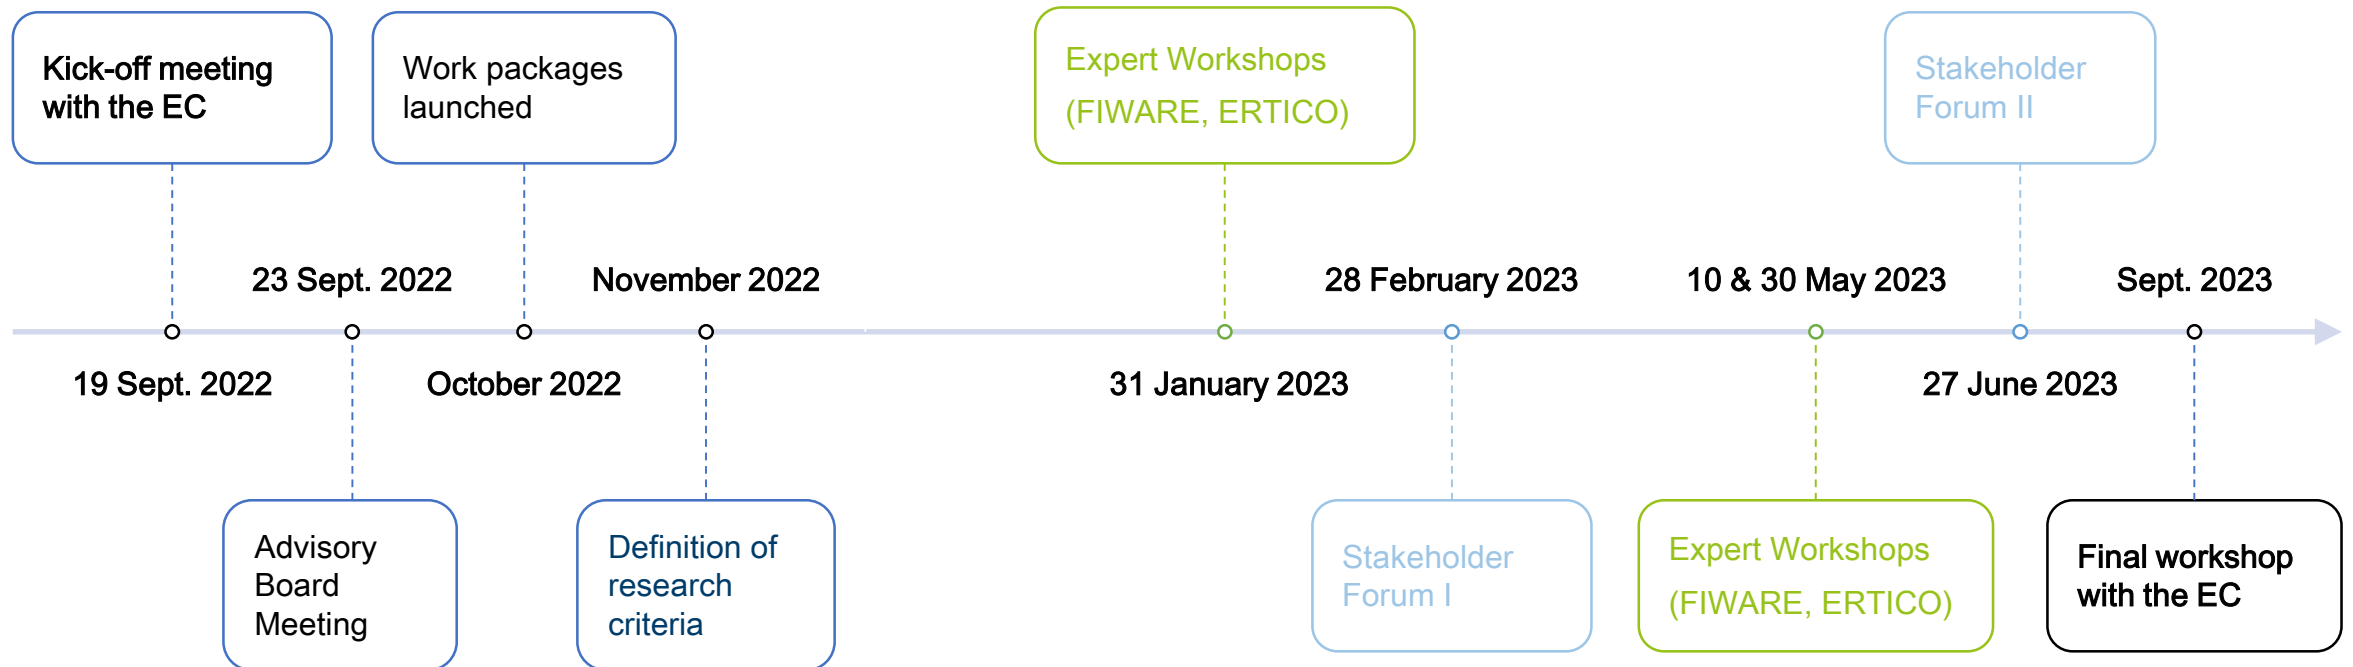 Kick-off meeting
with the EC
Work packages
launched
Expert Workshops
(FIWARE, ERTICO)
Stakeholder
Forum II
23 Sept. 2022
November 2022
28 February 2023
10 & 30 May 2023
Sept. 2023
19 Sept. 2022
October 2022
31 January 2023
27 June 2023
Advisory
Board
Meeting
Definition of
research
criteria
Stakeholder
Forum I
Expert Workshops
(FIWARE, ERTICO)
Final workshop
with the EC